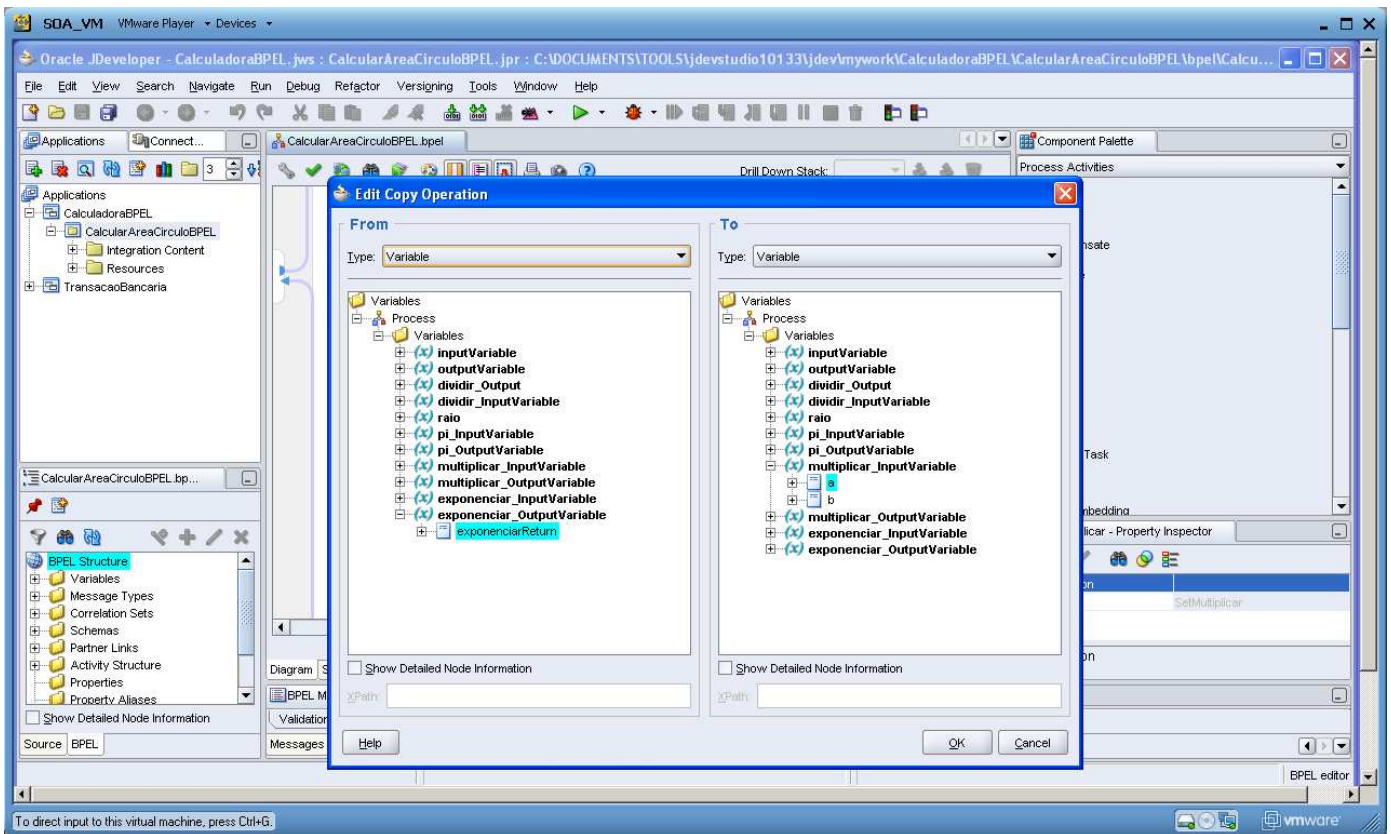 SOA_VM VMware Player Devices
Oracle JDeveloper - CalculadoraBPEL.jws : CalcularAreaCirculoBPEL.jpr : C:\DOCUMENTS\TOOLS\jdevstudio10133\jdev\mywork\CalculadoraBPEL\CalcularAreaCirculoBPEL\bpel\Calcu...
File Edit View Search Navigate Run Debug Refactor Versioning Tools Window Help
Applications Connect... CalcularAreaCirculoBPEL.bpel Component Palette
3 Drill Down Stack: Process Activities
Applications
CalculadoraBPEL
CalcularAreaCirculoBPEL
Integration Content
Resources
TransacaoBancaria
CalcularAreaCirculoBPEL.bp...
BPEL Structure
Variables
Message Types
Correlation Sets
Schemas
Partner Links
Activity Structure
Properties
Property Aliases
Show Detailed Node Information
Source BPEL
Diagram S
BPEL M
Validation
Messages
Edit Copy Operation
From
Type: Variable
Variables
Process
Variables
inputVariable
outputVariable
dividir_Output
dividir_InputVariable
raio
pi_InputVariable
pi_OutputVariable
multiplicar_InputVariable
multiplicar_OutputVariable
exponenciar_InputVariable
exponenciar_OutputVariable
exponenciarReturn
Show Detailed Node Information
XPath:
To
Type: Variable
Variables
Process
Variables
inputVariable
outputVariable
dividir_Output
dividir_InputVariable
raio
pi_InputVariable
pi_OutputVariable
multiplicar_InputVariable
a
b
multiplicar_OutputVariable
exponenciar_InputVariable
exponenciar_OutputVariable
Show Detailed Node Information
XPath:
Help OK Cancel
nsate
Task
nbedding
licar - Property Inspector
on
SetMultiplicar
on
BPEL editor
To direct input to this virtual machine, press Ctrl+G.
vmware